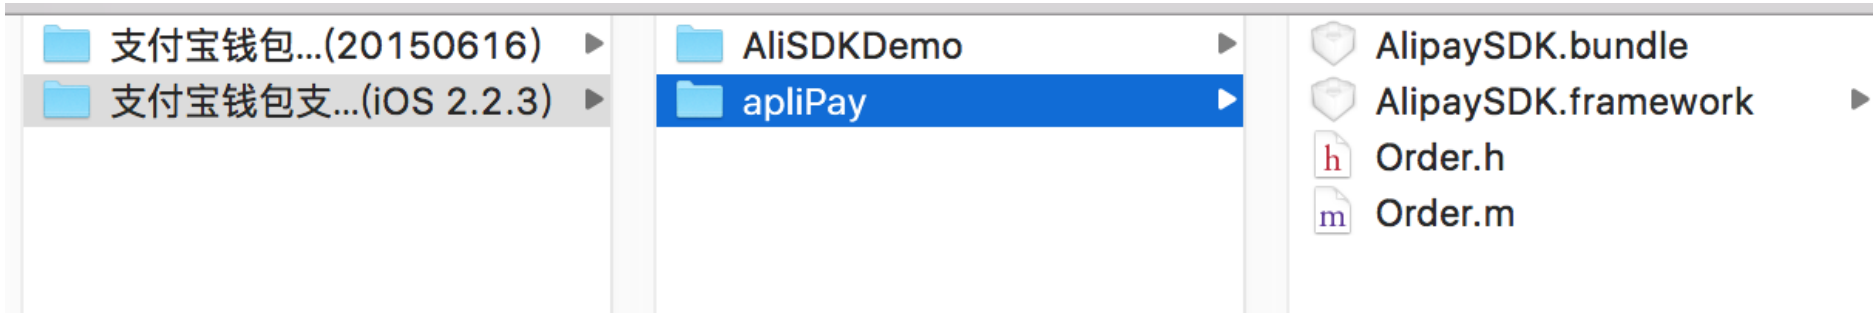 支付宝钱包...(20150616)
支付宝钱包支...(iOS 2.2.3)
AliSDKDemo
apliPay
AlipaySDK.bundle
AlipaySDK.framework
h Order.h
m Order.m